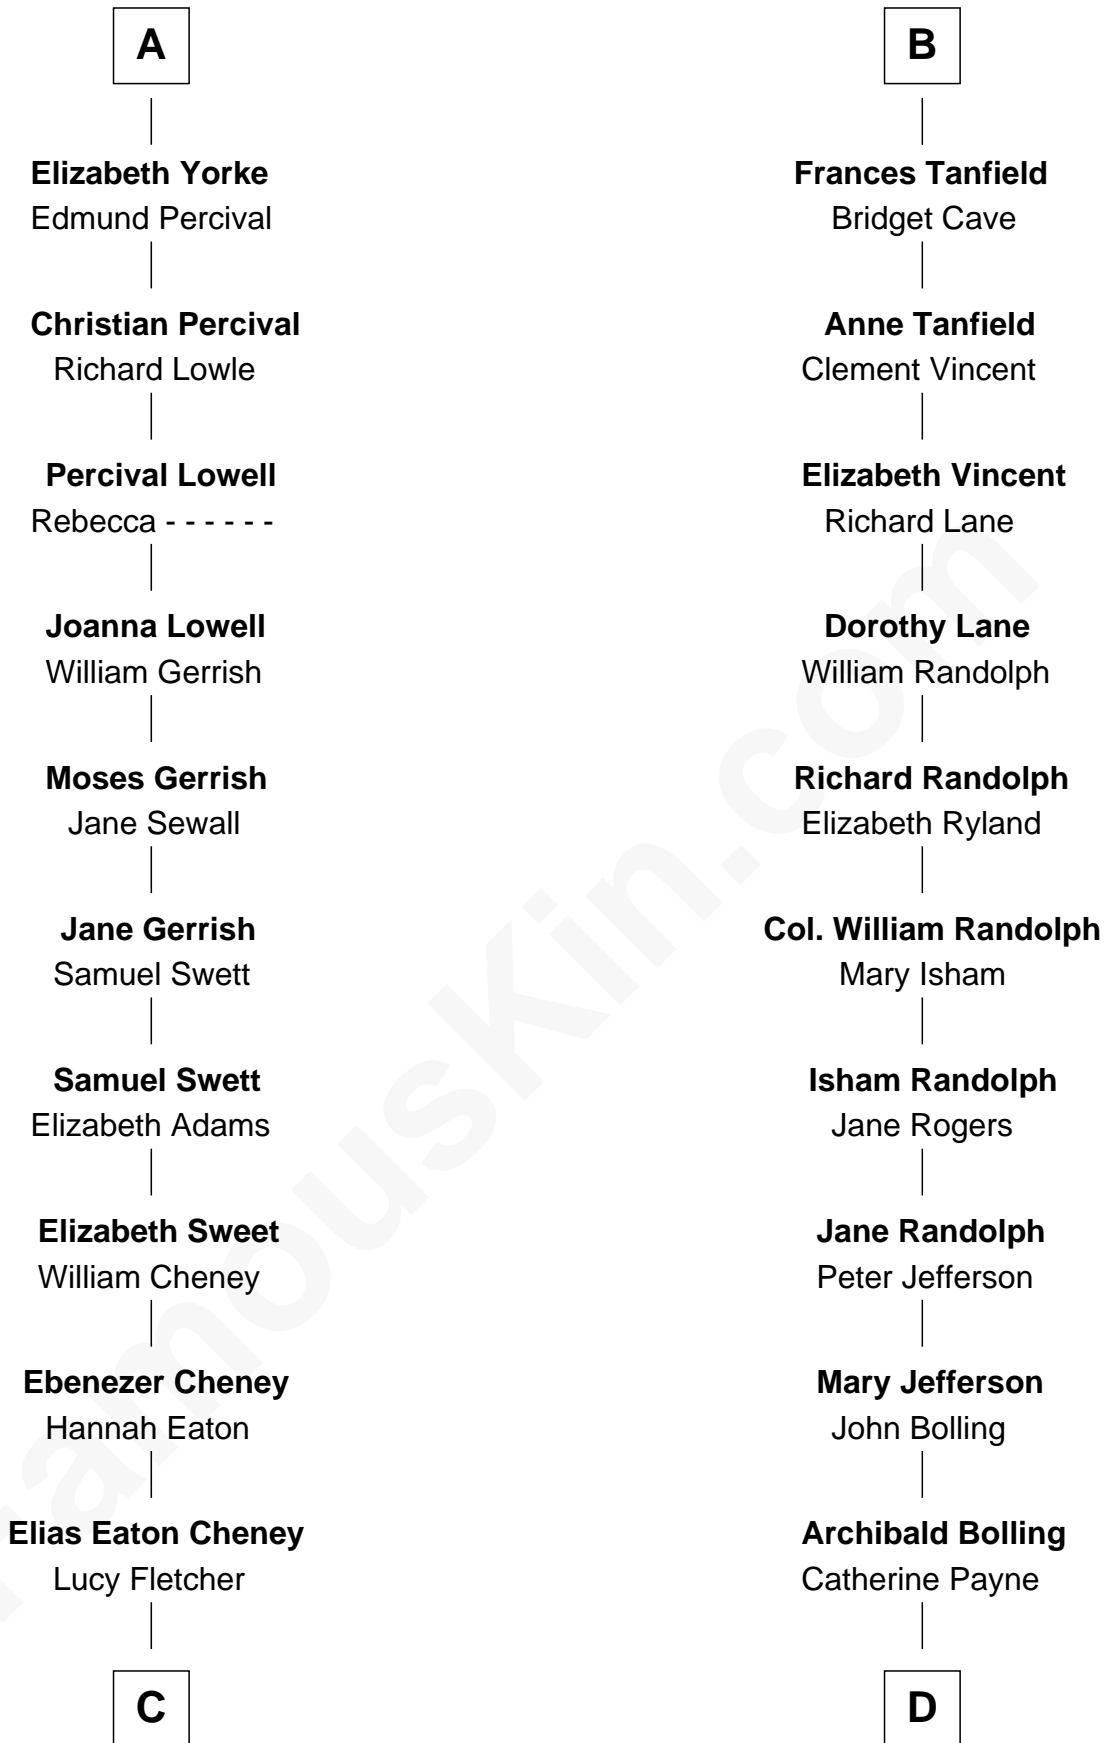 A
Elizabeth Yorke
Edmund Percival
Christian Percival
Richard Lowle
Percival Lowell
Rebecca - - - - - -
Joanna Lowell
William Gerrish
Moses Gerrish
Jane Sewall
Jane Gerrish
Samuel Swett
Samuel Swett
Elizabeth Adams
Elizabeth Sweet
William Cheney
Ebenezer Cheney
Hannah Eaton
Elias Eaton Cheney
Lucy Fletcher
C
B
Frances Tanfield
Bridget Cave
Anne Tanfield
Clement Vincent
Elizabeth Vincent
Richard Lane
Dorothy Lane
William Randolph
Richard Randolph
Elizabeth Ryland
Col. William Randolph
Mary Isham
Isham Randolph
Jane Rogers
Jane Randolph
Peter Jefferson
Mary Jefferson
John Bolling
Archibald Bolling
Catherine Payne
D
FamousKin.com